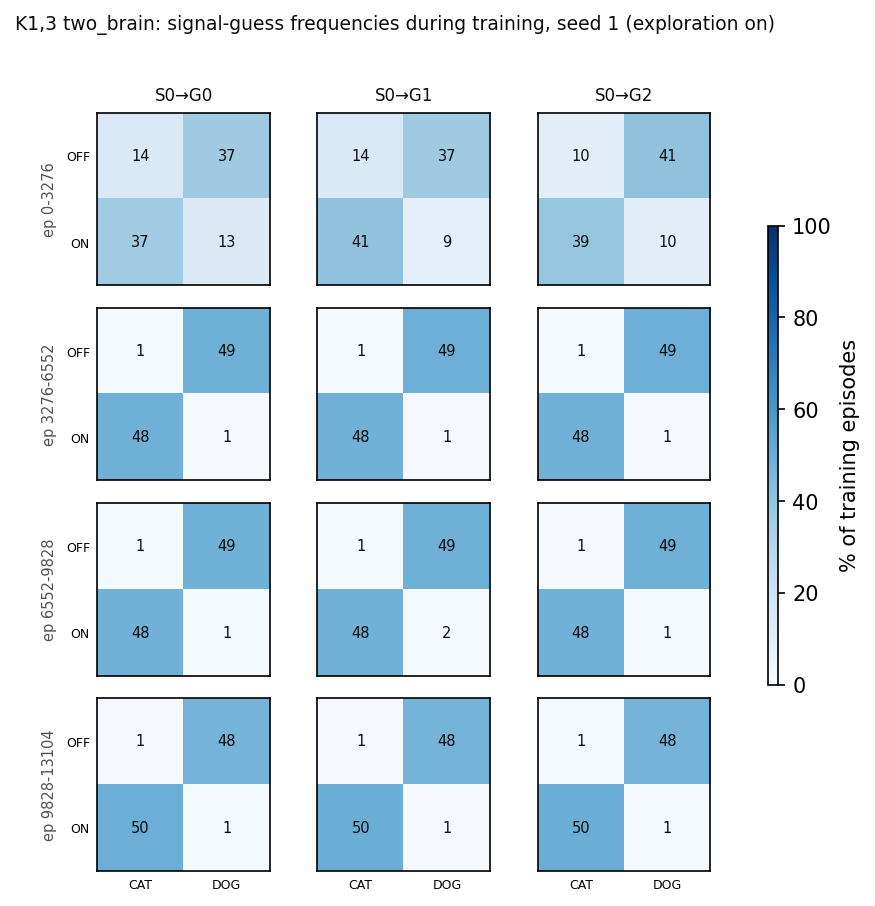 K1,3 two_brain: signal-guess frequencies during training, seed 1 (exploration on)
S0→G0 S0→G1 S0→G2
ep 0-3276
OFF 14 37 14 37 10 41
ON 37 13 41 9 39 10
ep 3276-6552
OFF 1 49 1 49 1 49
ON 48 1 48 1 48 1
ep 6552-9828
OFF 1 49 1 49 1 49
ON 48 1 48 2 48 1
ep 9828-13104
OFF 1 48 1 48 1 48
ON 50 1 50 1 50 1
CAT DOG CAT DOG CAT DOG
100
80
60
40
20
0
% of training episodes